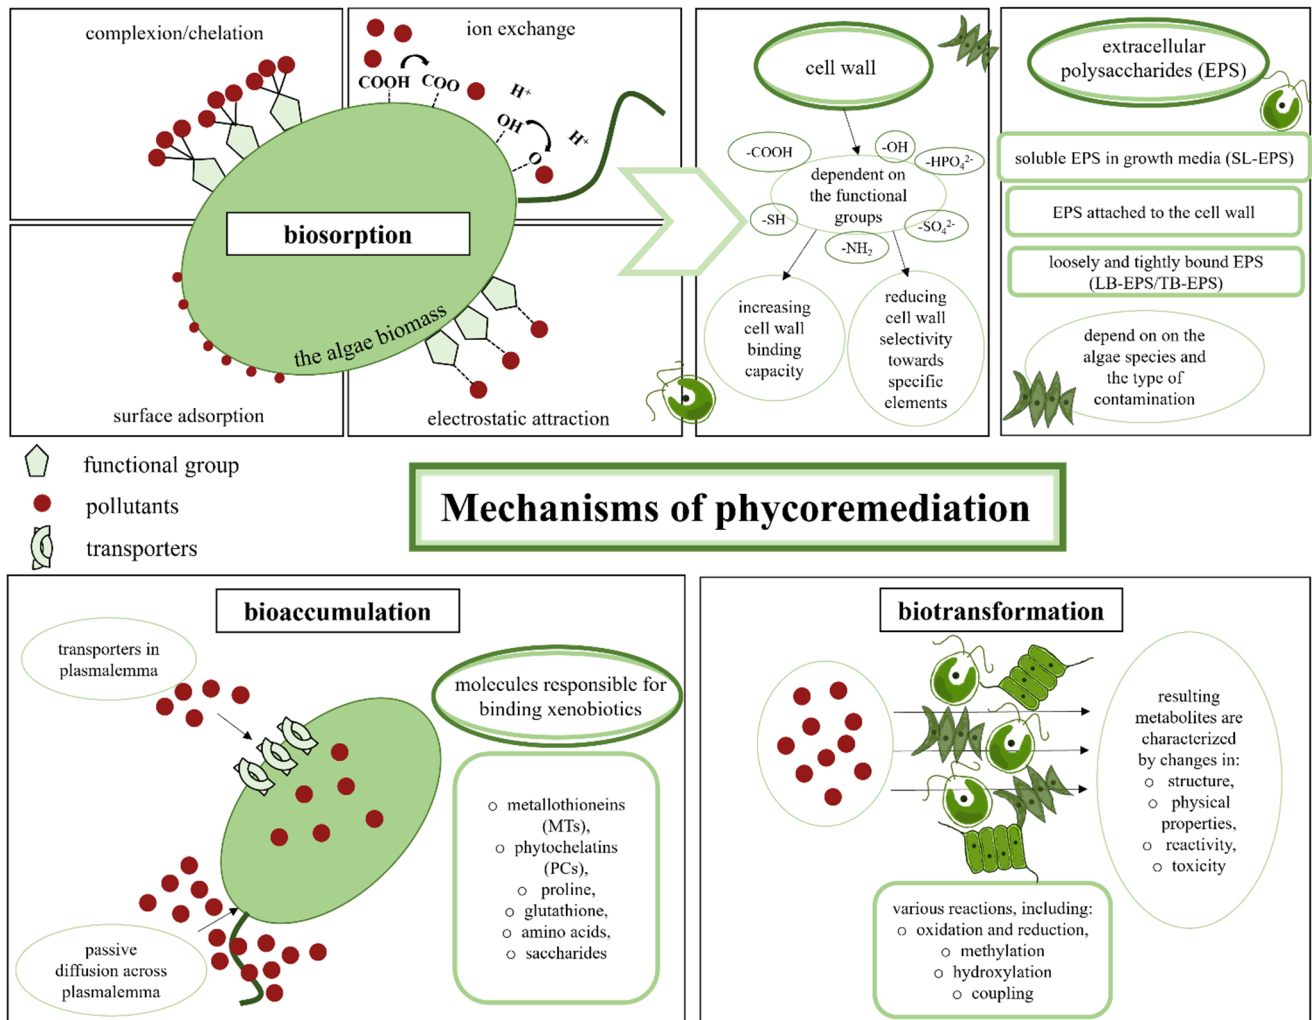 complexion/chelation
ion exchange
COOH
COO
H⁺
OH
H⁺
O
biosorption
the algae biomass
surface adsorption
electrostatic attraction
cell wall
-COOH
-OH
-HPO₄²⁻
dependent on
the functional
groups
-SH
-SO₄²⁻
-NH₂
increasing
cell wall
binding
capacity
reducing
cell wall
selectivity
towards
specific
elements
extracellular
polysaccharides (EPS)
soluble EPS in growth media (SL-EPS)
EPS attached to the cell wall
loosely and tightly bound EPS
(LB-EPS/TB-EPS)
depend on on the
algae species and
the type of
contamination
functional group
pollutants
transporters
Mechanisms of phycoremediation
bioaccumulation
transporters in
plasmalemma
passive
diffusion across
plasmalemma
molecules responsible for
binding xenobiotics
○ metallothioneins
(MTs),
○ phytochelatins
(PCs),
○ proline,
○ glutathione,
○ amino acids,
○ saccharides
biotransformation
resulting
metabolites are
characterized
by changes in:
○ structure,
○ physical
properties,
○ reactivity,
○ toxicity
various reactions, including:
○ oxidation and reduction,
○ methylation
○ hydroxylation
○ coupling